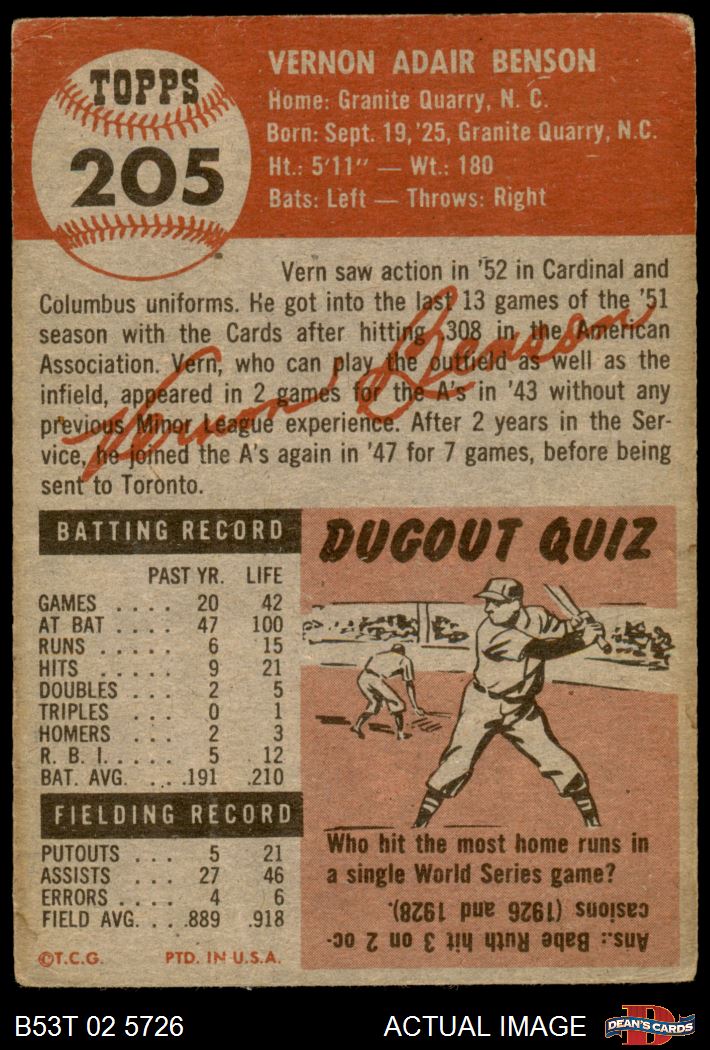 TOPPS
205
VERNON ADAIR BENSON
Home: Granite Quarry, N. C.
Born: Sept. 19,'25, Granite Quarry, N.C.
Ht.: 5'11" — Wt.: 180
Bats: Left — Throws: Right
Vern saw action in '52 in Cardinal and
Columbus uniforms. He got into the last 13 games of the '51
season with the Cards after hitting .308 in the American
Association. Vern, who can play the outfield as well as the
infield, appeared in 2 games for the A's in '43 without any
previous Minor League experience. After 2 years in the Ser-
vice, he joined the A's again in '47 for 7 games, before being
sent to Toronto.
Vernon Benson
BATTING RECORD
PAST YR. LIFE
GAMES .... 20 42
AT BAT .... 47 100
RUNS ..... 6 15
HITS .... 9 21
DOUBLES ... 2 5
TRIPLES ... 0 1
HOMERS ... 2 3
R. B. I. .... 5 12
BAT. AVG. ... .191 .210
FIELDING RECORD
PUTOUTS ... 5 21
ASSISTS ... 27 46
ERRORS .... 4 6
FIELD AVG. ... .889 .918
©T.C.G. PTD. IN U.S.A.
DUGOUT QUIZ
Who hit the most home runs in
a single World Series game?
Ans.: Babe Ruth hit 3 on 2 oc-
casions (1926 and 1928).
B53T 02 5726 ACTUAL IMAGE
D
DEAN'S CARDS